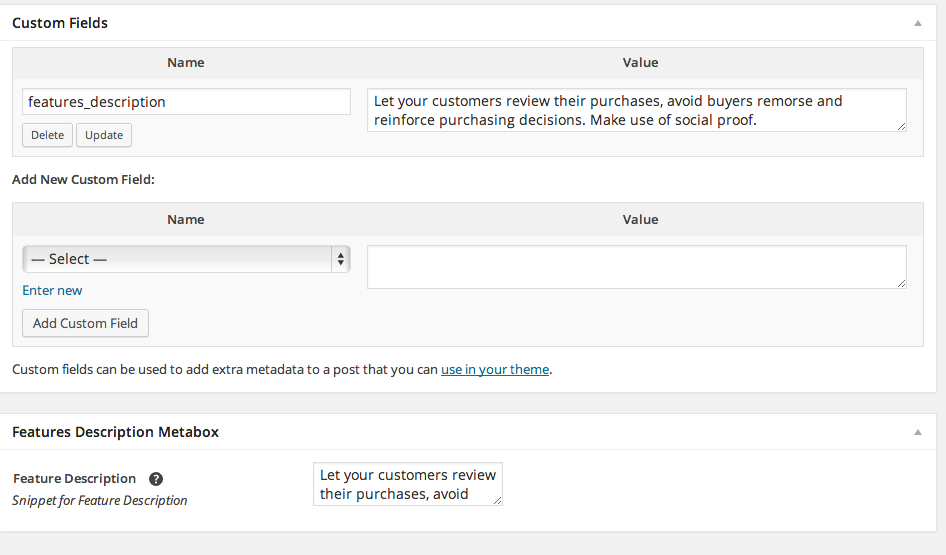 Custom Fields
Name Value
features_description
Let your customers review their purchases, avoid buyers remorse and
reinforce purchasing decisions. Make use of social proof.
Delete Update
Add New Custom Field:
Name Value
— Select —
Enter new
Add Custom Field
Custom fields can be used to add extra metadata to a post that you can use in your theme.
Features Description Metabox
Feature Description ?
Snippet for Feature Description
Let your customers review
their purchases, avoid